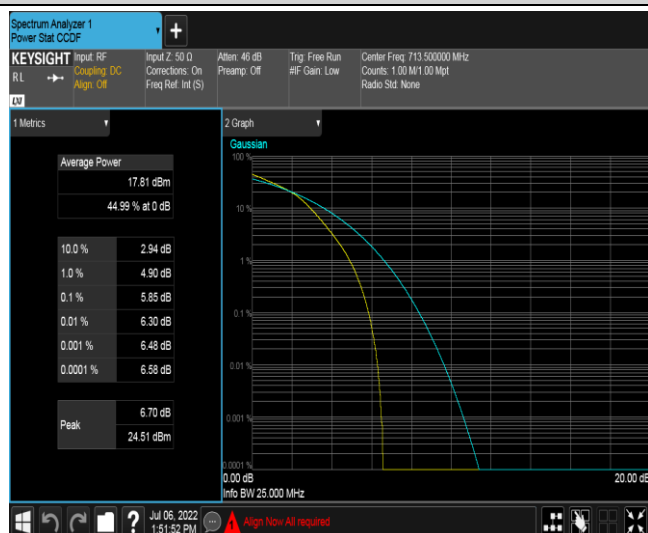 Spectrum Analyzer 1
Power Stat CCDF
+
KEYSIGHT
RL
LXI
Input: RF
Coupling: DC
Align: Off
Input Z: 50 Ω
Corrections: On
Freq Ref: Int (S)
Atten: 46 dB
Preamp: Off
Trig: Free Run
#IF Gain: Low
Center Freq: 713.500000 MHz
Counts: 1.00 M/1.00 Mpt
Radio Std: None
1 Metrics
Average Power
17.81 dBm
44.99 % at 0 dB
10.0 % 2.94 dB
1.0 % 4.90 dB
0.1 % 5.85 dB
0.01 % 6.30 dB
0.001 % 6.48 dB
0.0001 % 6.58 dB
Peak
6.70 dB
24.51 dBm
2 Graph
Gaussian
100 %
10 %
1 %
0.1 %
0.01 %
0.001 %
0.0001 %
0.00 dB 20.00 dB
Info BW 25.000 MHz
?
Jul 06, 2022
1:51:52 PM
Align Now All required